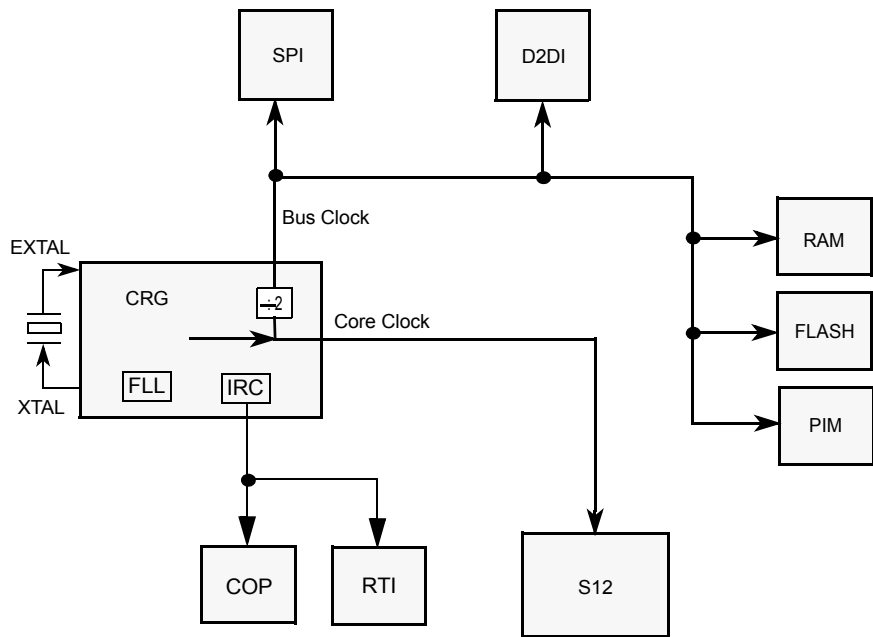 SPI
D2DI
Bus Clock
RAM
EXTAL
CRG
÷2
Core Clock
FLASH
FLL
IRC
XTAL
PIM
COP
RTI
S12